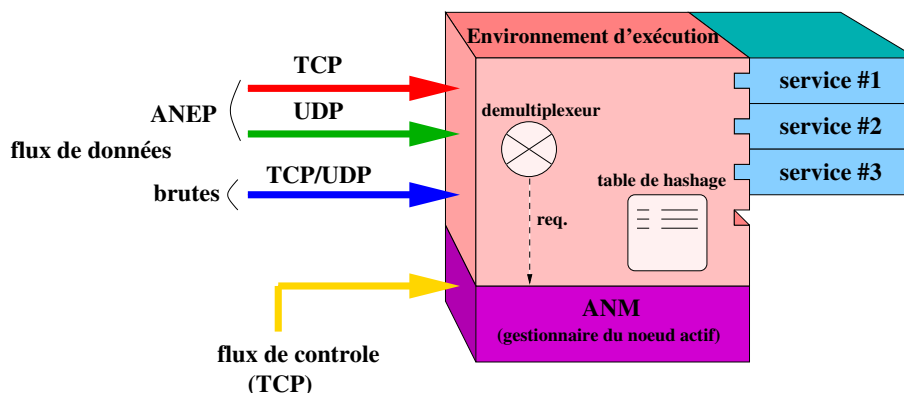 Environnement d'exécution
TCP
ANEP
UDP
flux de données
TCP/UDP
brutes
demultiplexeur
table de hashage
req.
service #1
service #2
service #3
ANM
(gestionnaire du noeud actif)
flux de controle
(TCP)